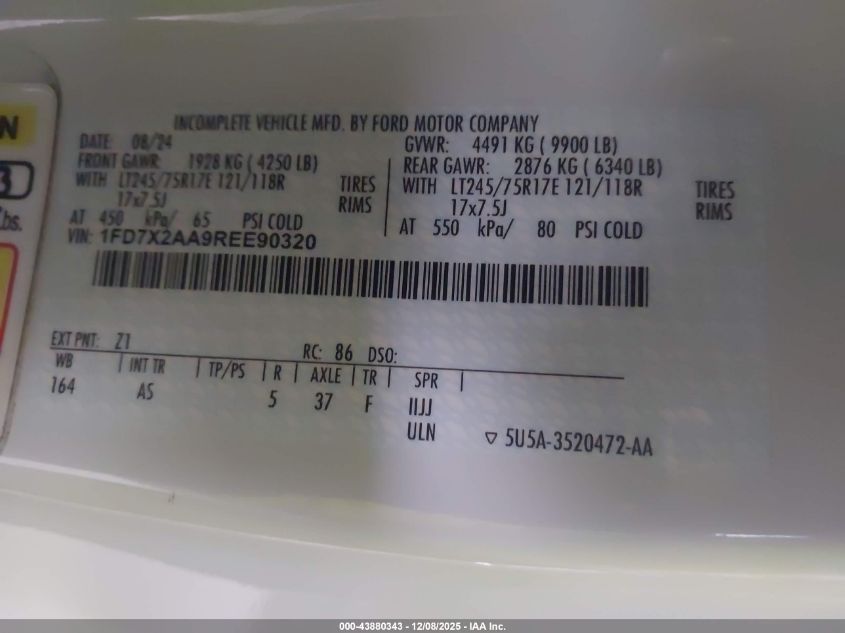 N
3
bs.
INCOMPLETE VEHICLE MFD. BY FORD MOTOR COMPANY
DATE: 08/24 GVWR: 4491 KG ( 9900 LB)
FRONT GAWR: 1928 KG ( 4250 LB) REAR GAWR: 2876 KG ( 6340 LB)
WITH LT245/75R17E 121/118R TIRES WITH LT245/75R17E 121/118R TIRES
17x7.5J RIMS 17x7.5J RIMS
AT 450 kPa/ 65 PSI COLD AT 550 kPa/ 80 PSI COLD
VIN: 1FD7X2AA9REE90320
EXT PNT: Z1 RC: 86 DSO:
WB INT TR TP/PS R AXLE TR SPR
164 AS 5 37 F IIJJ
ULN ▽ 5U5A-3520472-AA
000-43880343 - 12/08/2025 - IAA Inc.